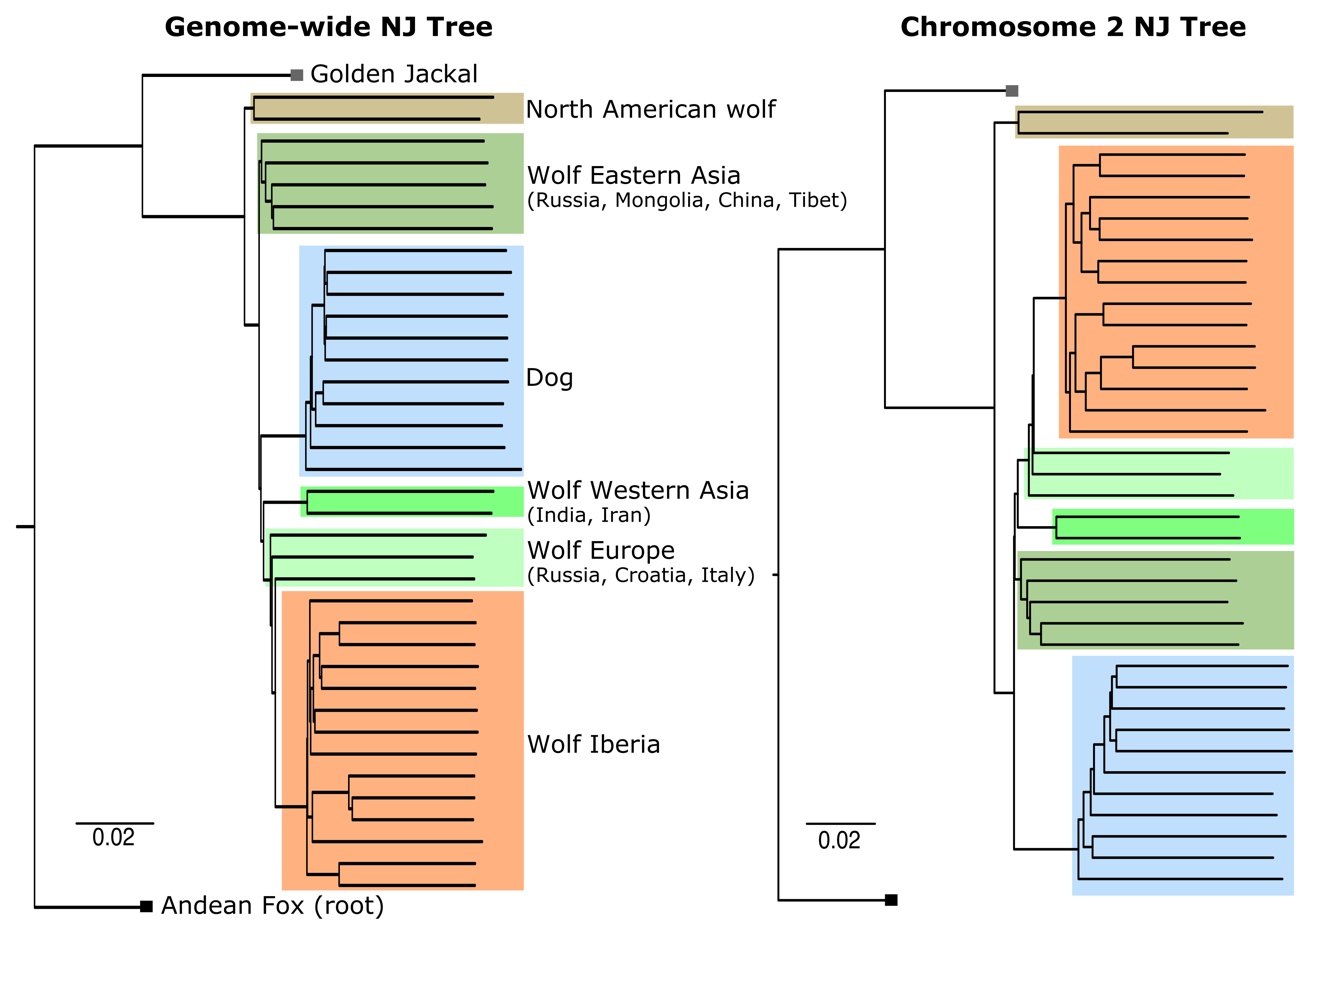 Genome-wide NJ Tree
Chromosome 2 NJ Tree
Golden Jackal
North American wolf
Wolf Eastern Asia
(Russia, Mongolia, China, Tibet)
Dog
Wolf Western Asia
(India, Iran)
Wolf Europe
(Russia, Croatia, Italy)
Wolf Iberia
0.02
0.02
Andean Fox (root)